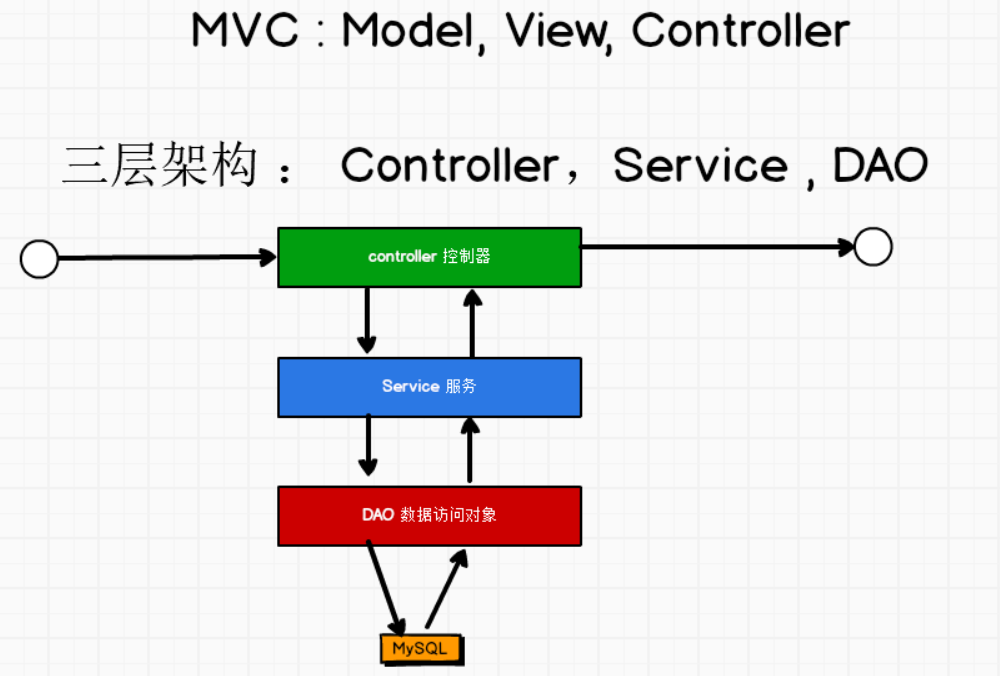 MVC : Model, View, Controller
三层架构 ： Controller，Service , DAO
controller 控制器
Service 服务
DAO 数据访问对象
MySQL